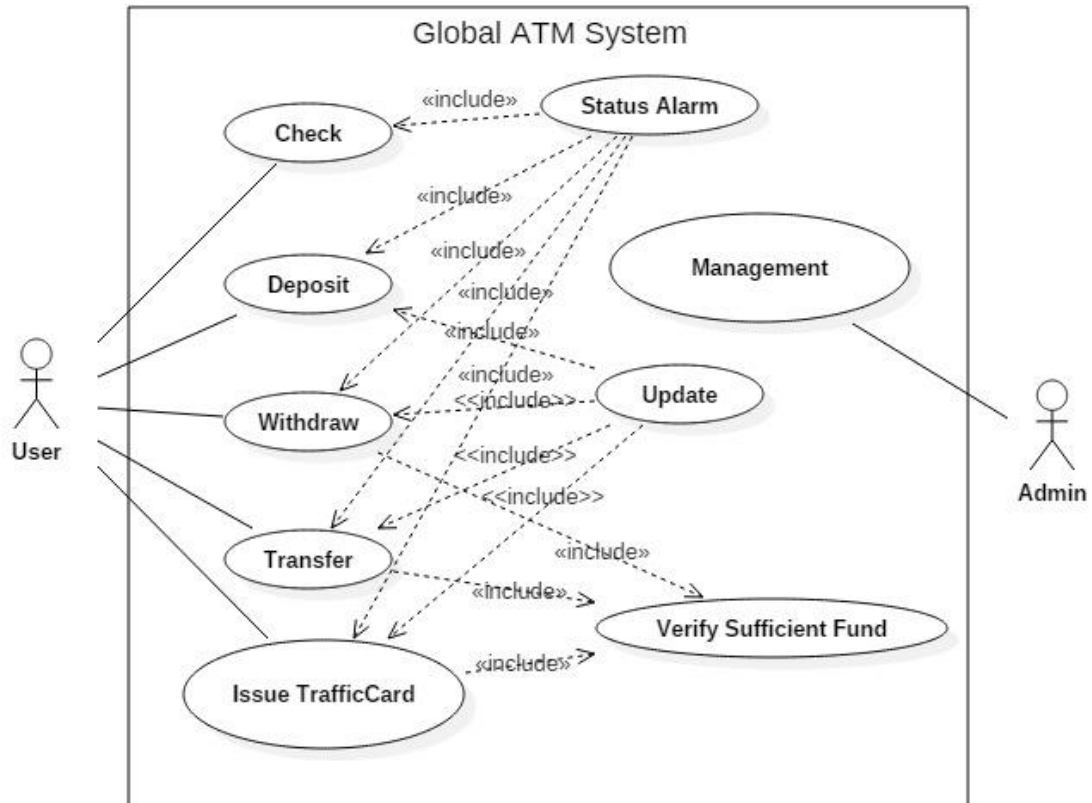 Global ATM System
«include»
Status Alarm
Check
«include»
«include»
Management
Deposit
«include»
«include»
«include»
Update
<<include>>
Withdraw
User
<<include>>
Admin
<<include>>
«include»
Transfer
«include»
Verify Sufficient Fund
«include»
Issue TrafficCard